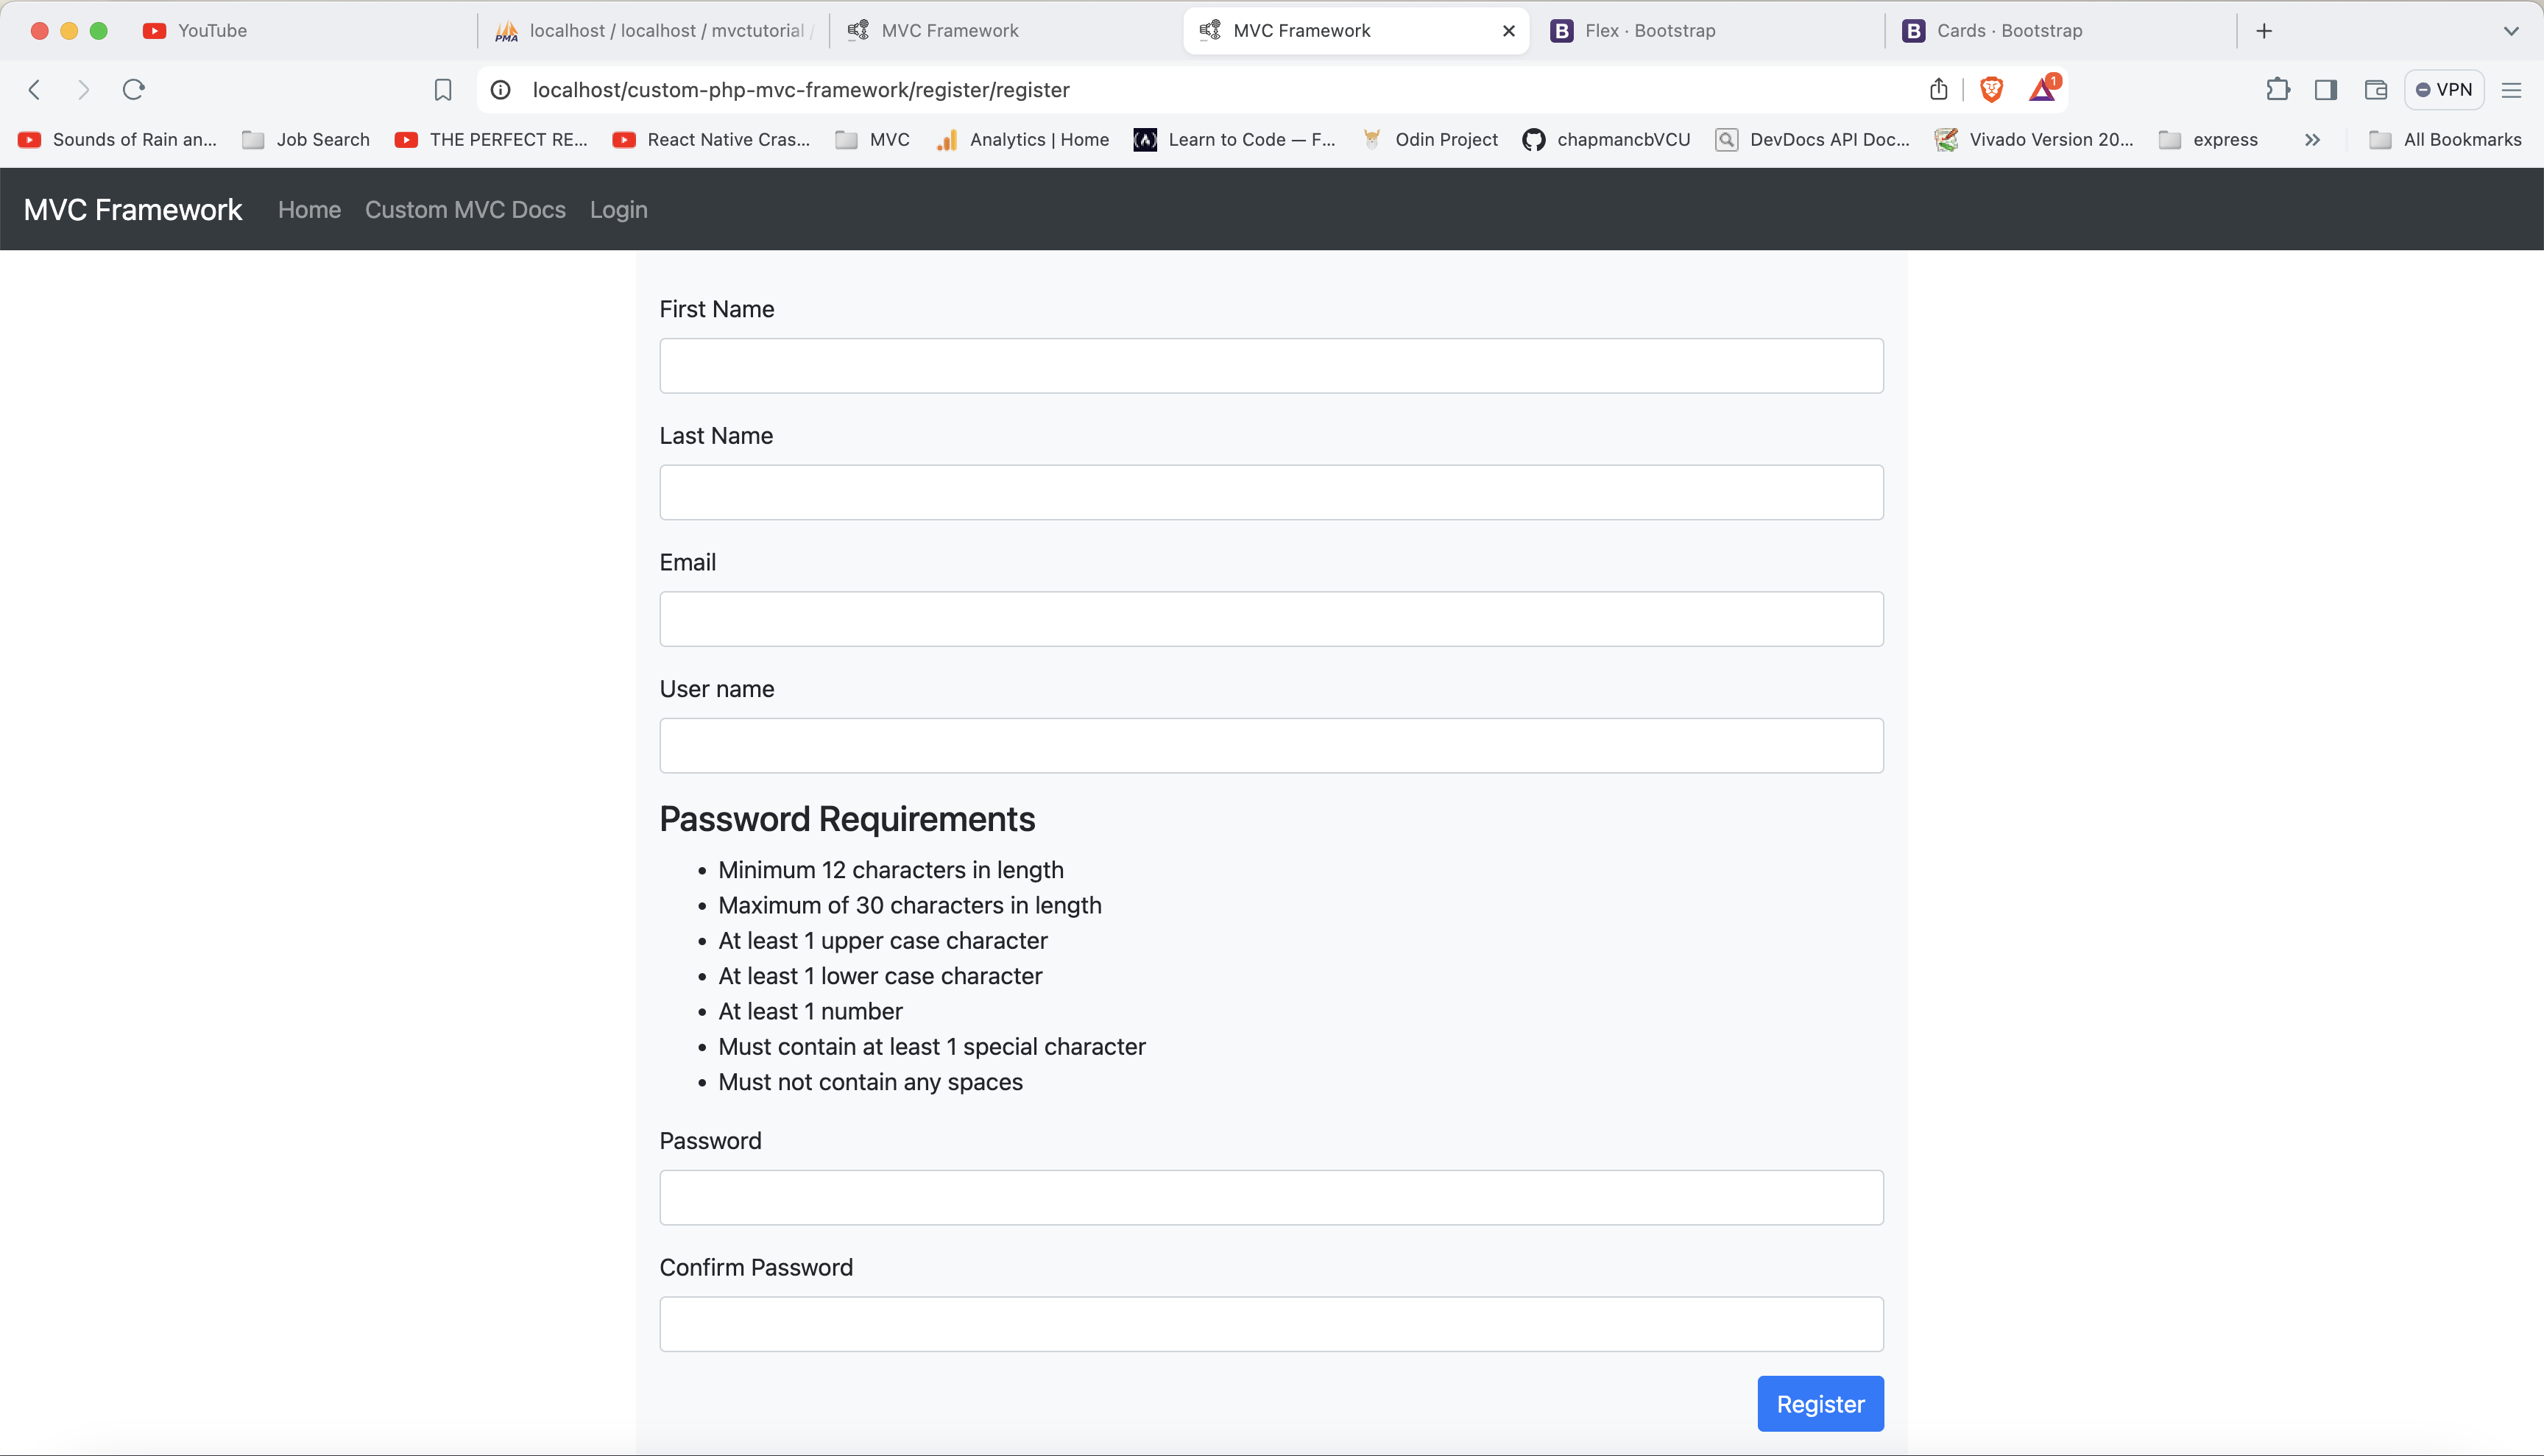 YouTube
PMA localhost / localhost / mvctutorial /
MVC Framework
MVC Framework
B Flex · Bootstrap
B Cards · Bootstrap
localhost/custom-php-mvc-framework/register/register
1
VPN
Sounds of Rain an...
Job Search
THE PERFECT RE...
React Native Cras...
MVC
Analytics | Home
Learn to Code — F...
Odin Project
chapmancbVCU
DevDocs API Doc...
Vivado Version 20...
express
All Bookmarks
MVC Framework Home Custom MVC Docs Login
First Name
Last Name
Email
User name
Password Requirements
• Minimum 12 characters in length
• Maximum of 30 characters in length
• At least 1 upper case character
• At least 1 lower case character
• At least 1 number
• Must contain at least 1 special character
• Must not contain any spaces
Password
Confirm Password
Register